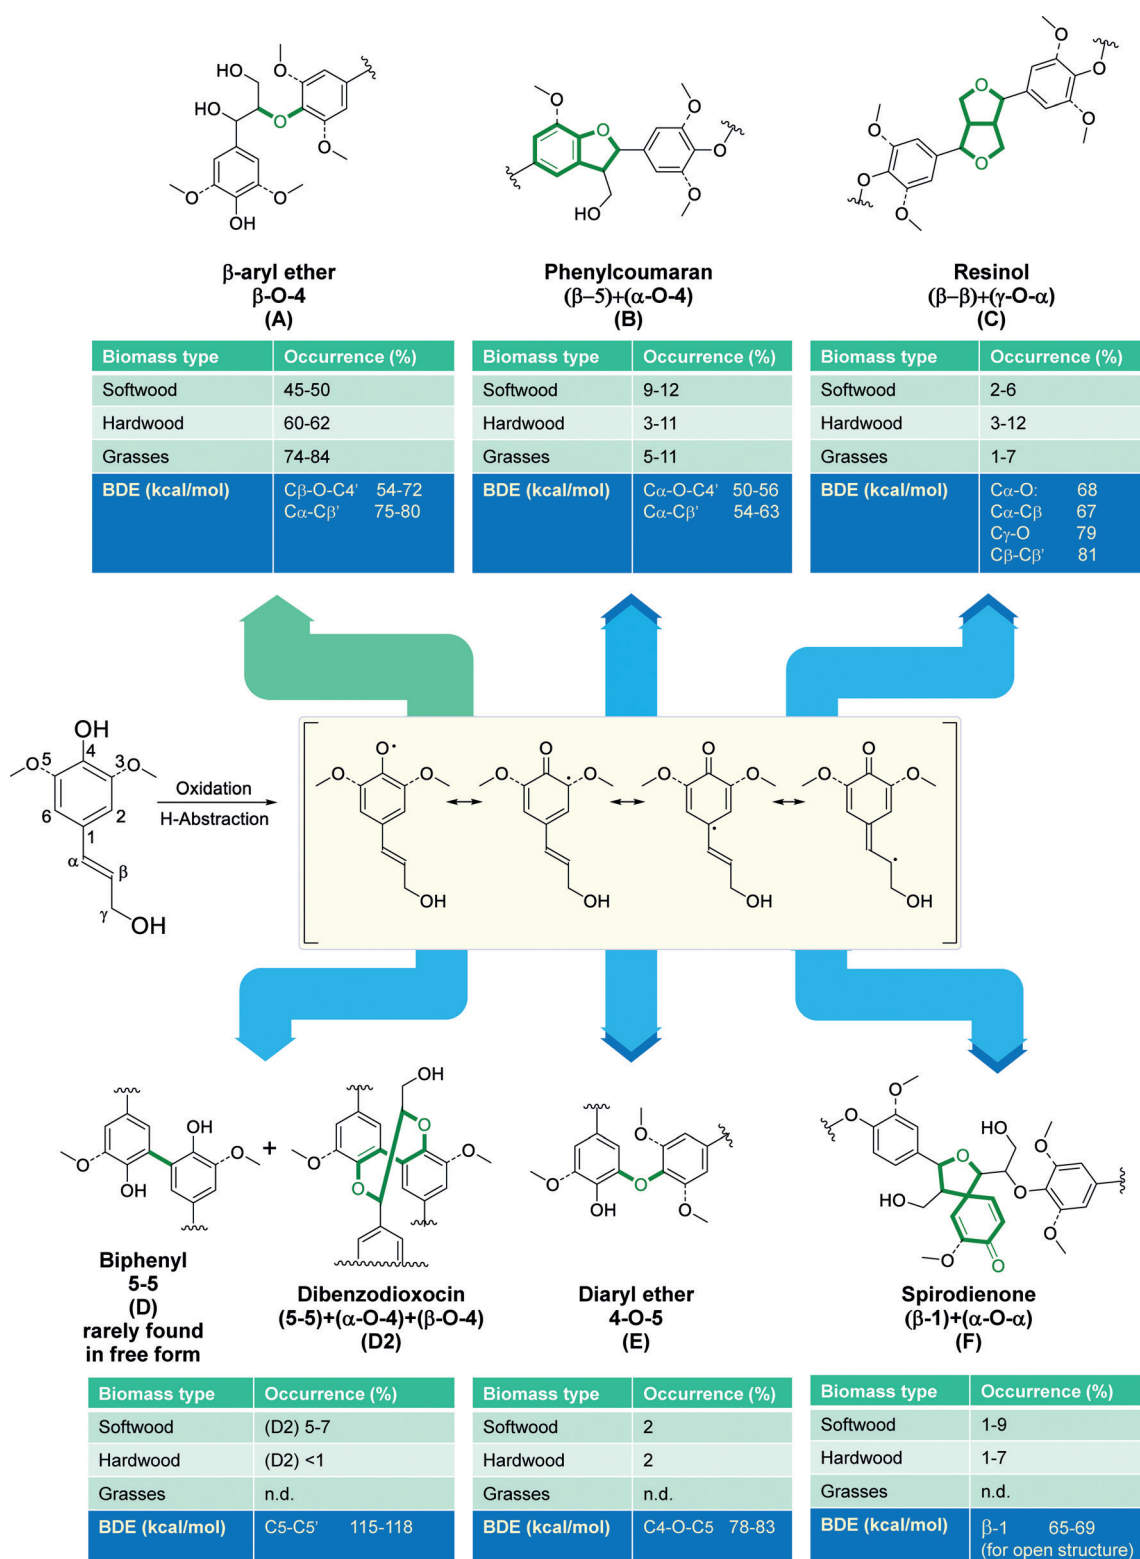 HO
HO
O
O
O
O
O
OH
O
O
O
O
O
HO
O
O
O
O
O
O
O
O
O
β-aryl ether
β-O-4
(A)
Phenylcoumaran
(β–5)+(α-O-4)
(B)
Resinol
(β–β)+(γ-O-α)
(C)
Biomass type Occurrence (%)
Softwood 45-50
Hardwood 60-62
Grasses 74-84
BDE (kcal/mol) Cβ-O-C4' 54-72
Cα-Cβ' 75-80
Biomass type Occurrence (%)
Softwood 9-12
Hardwood 3-11
Grasses 5-11
BDE (kcal/mol) Cα-O-C4' 50-56
Cα-Cβ' 54-63
Biomass type Occurrence (%)
Softwood 2-6
Hardwood 3-12
Grasses 1-7
BDE (kcal/mol) Cα-O: 68
Cα-Cβ 67
Cγ-O 79
Cβ-Cβ' 81
OH
O 5 4 3 O
6 2
1
α
β
γ
OH
Oxidation
H-Abstraction
O•
O O
OH
O
O O
OH
O
O O
OH
O
O O
OH
O
OH
OH
O
+
OH
O
O
O
O
O
O
OH
O
O
O
O
O
HO
O
O
O
O
HO
O
O
Biphenyl
5-5
(D)
rarely found
in free form
Dibenzodioxocin
(5-5)+(α-O-4)+(β-O-4)
(D2)
Diaryl ether
4-O-5
(E)
Spirodienone
(β-1)+(α-O-α)
(F)
Biomass type Occurrence (%)
Softwood (D2) 5-7
Hardwood (D2) <1
Grasses n.d.
BDE (kcal/mol) C5-C5' 115-118
Biomass type Occurrence (%)
Softwood 2
Hardwood 2
Grasses n.d.
BDE (kcal/mol) C4-O-C5 78-83
Biomass type Occurrence (%)
Softwood 1-9
Hardwood 1-7
Grasses n.d.
BDE (kcal/mol) β-1 65-69
(for open structure)